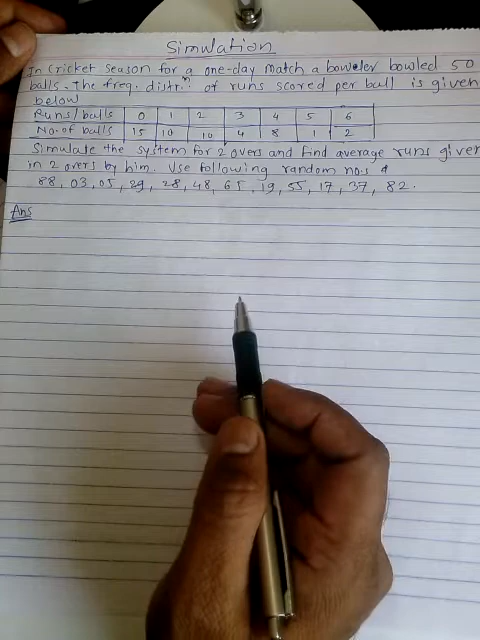 Simulation
In Cricket season for a one-day match a bowler bowled 50
balls. The freq. distriⁿ of runs scored per ball is given
below
Runs/balls 0 1 2 3 4 5 6
No. of balls 15 10 10 4 8 1 2
Simulate the system for 2 overs and find average runs given
in 2 overs by him. Use following random no.s
88, 03, 05, 29, 28, 48, 65, 19, 55, 17, 37, 82.
Ans